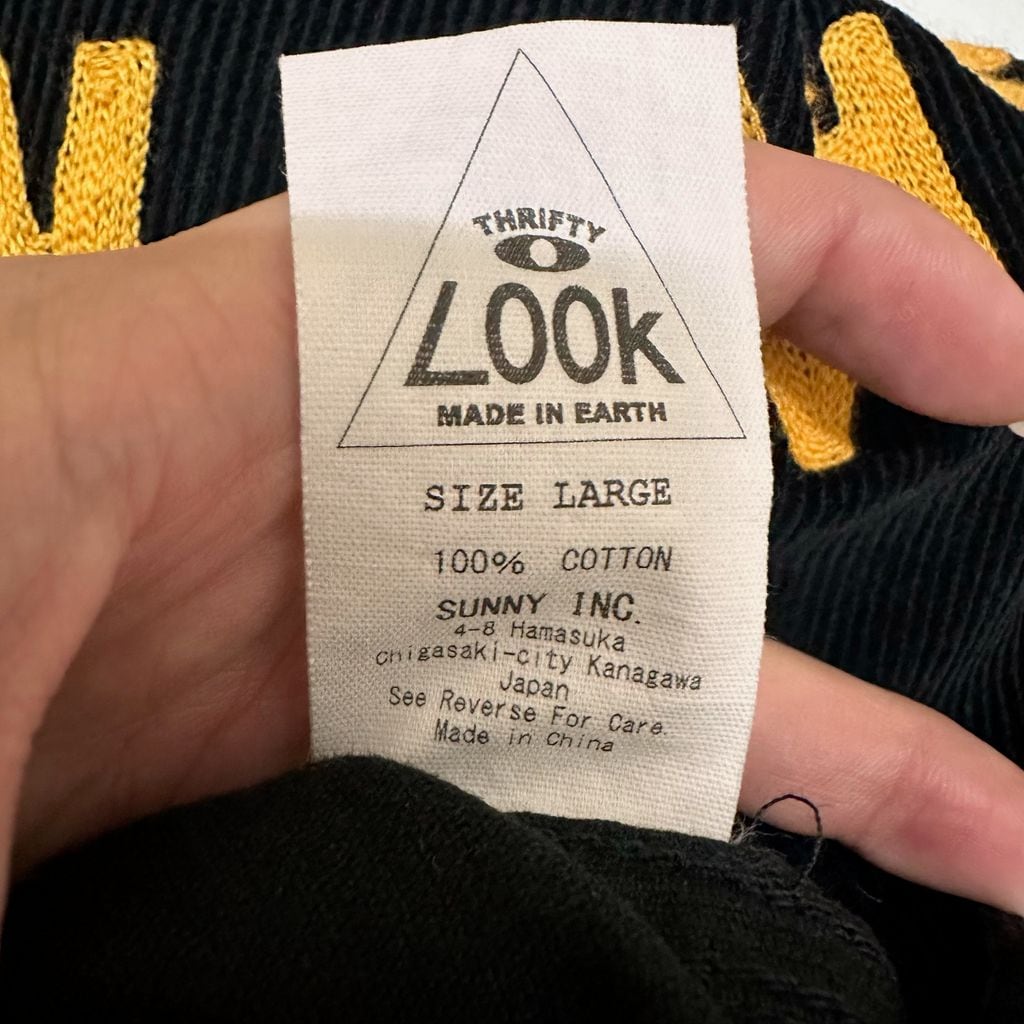 THRIFTY
LOOk
MADE IN EARTH
SIZE LARGE
100% COTTON
SUNNY INC.
4-8 Hamasuka
Chigasaki-city Kanagawa
Japan
See Reverse For Care.
Made in China